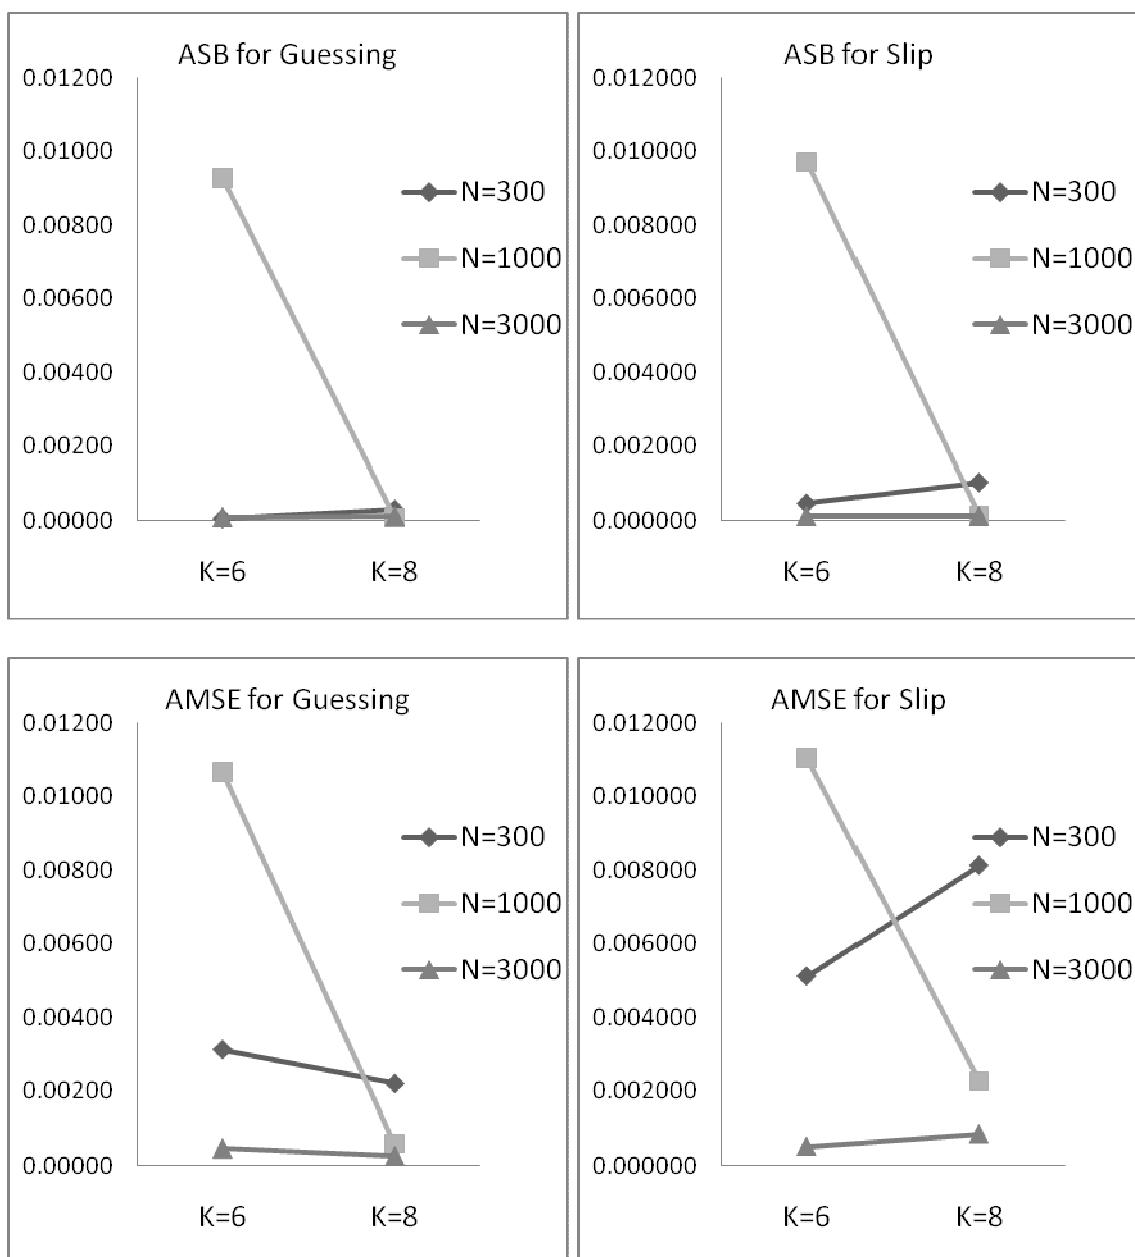 ASB for Guessing
0.01200
0.01000
0.00800
0.00600
0.00400
0.00200
0.00000
N=300
N=1000
N=3000
K=6 K=8
ASB for Slip
0.012000
0.010000
0.008000
0.006000
0.004000
0.002000
0.000000
N=300
N=1000
N=3000
K=6 K=8
AMSE for Guessing
0.01200
0.01000
0.00800
0.00600
0.00400
0.00200
0.00000
N=300
N=1000
N=3000
K=6 K=8
AMSE for Slip
0.012000
0.010000
0.008000
0.006000
0.004000
0.002000
0.000000
N=300
N=1000
N=3000
K=6 K=8